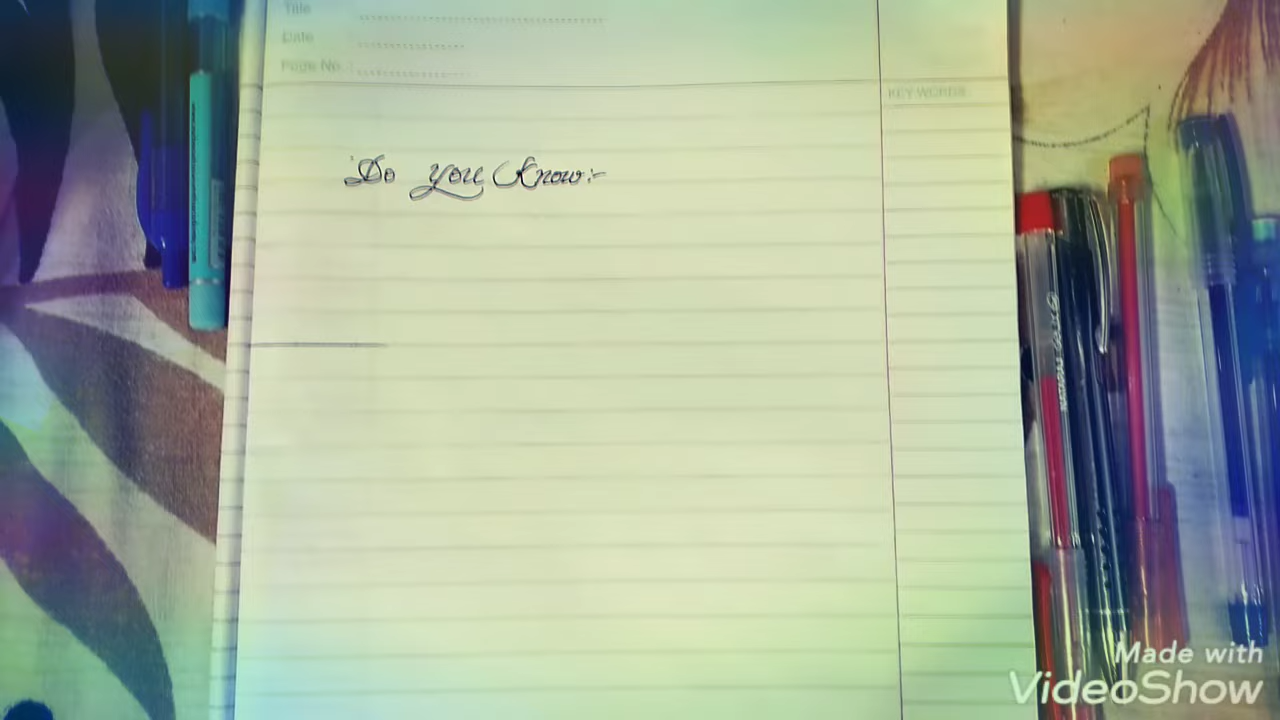 Title
Date
Page No.
KEY WORDS
Do you Know:-
Made with
VideoShow